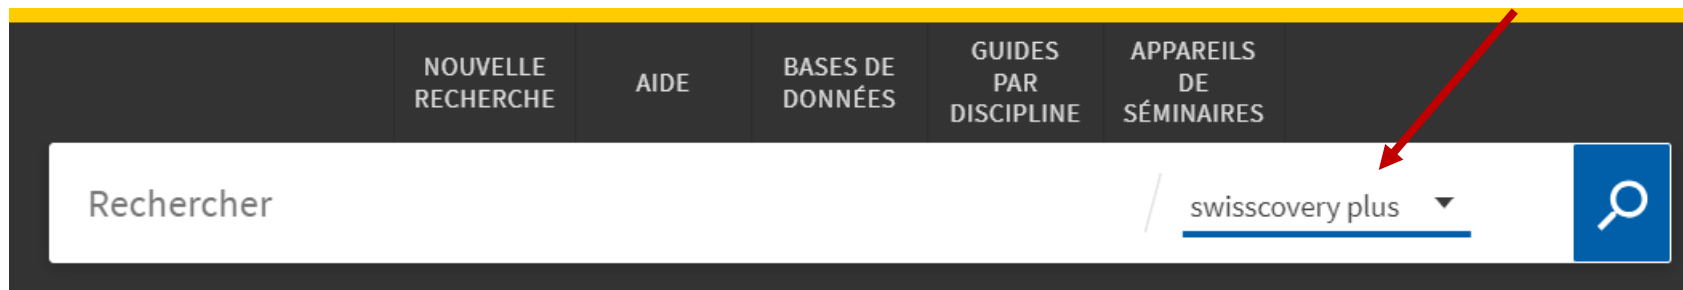 NOUVELLE
RECHERCHE
AIDE
BASES DE
DONNÉES
GUIDES
PAR
DISCIPLINE
APPAREILS
DE
SÉMINAIRES
Rechercher
swisscovery plus